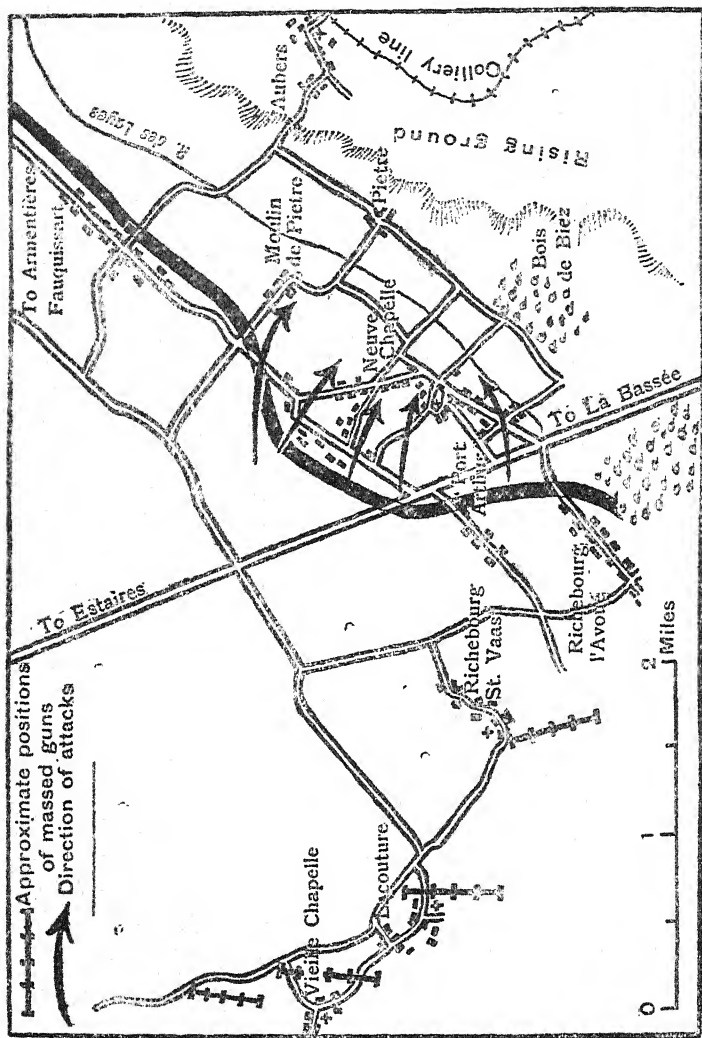 Approximate positions
of massed guns
Direction of attacks
To Estaires
To Armentières
Fauquissart
R. des Layes
Aubers
Colliery line
Rising ground
Moulin
de Pietre
Pietre
Neuve
Chapelle
Bois
de Biez
Port
Arthur
To La Bassée
Vieille Chapelle
Lacouture
Richebourg
St. Vaas
Richebourg
l'Avoué
0 1 2 Miles